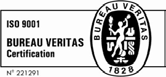 ISO 9001
BUREAU VERITAS
Certification
N° 221291
BUREAU VERITAS
1828